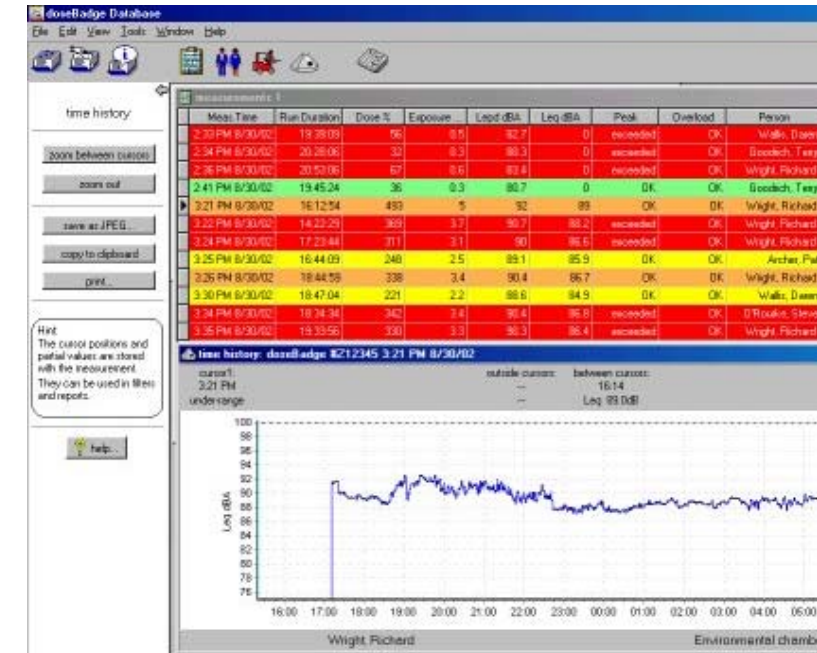 doseBadge Database
File Edit View Tools Window Help
time history
zoom between cursors
zoom out
save as JPEG...
copy to clipboard
print...
Hint
The cursor positions and
partial values are stored
with the measurement.
They can be used in filters
and reports.
help...
measurements 1
Meas.Time Run Duration Dose % Exposure ... Lepd dBA Leq dBA Peak Overload Person
2:33 PM 8/30/02 19:39:09 56 0.5 82.7 0 exceeded OK Wallis, Daren
2:34 PM 8/30/02 20:28:06 32 0.3 80.3 0 exceeded OK Goodrich, Terry
2:36 PM 8/30/02 20:52:06 67 0.6 83.4 0 exceeded OK Wright, Richard
2:41 PM 8/30/02 19:45:24 36 0.3 80.7 0 OK OK Goodrich, Terry
3:21 PM 8/30/02 16:12:54 493 5 92 89 OK OK Wright, Richard
3:22 PM 8/30/02 14:22:29 369 3.7 90.7 88.2 exceeded OK Wright, Richard
3:24 PM 8/30/02 17:23:44 311 3.1 90 86.6 exceeded OK Wright, Richard
3:25 PM 8/30/02 16:44:09 248 2.5 89.1 85.9 OK OK Archer, Pat
3:26 PM 8/30/02 18:44:59 338 3.4 90.4 86.7 OK OK Wright, Richard
3:30 PM 8/30/02 18:47:04 221 2.2 88.6 84.9 OK OK Wallis, Daren
3:34 PM 8/30/02 18:34:34 342 3.4 90.4 86.8 exceeded OK O'Rourke, Steve
3:35 PM 8/30/02 19:33:56 330 3.3 90.3 86.4 exceeded OK Wright, Richard
time history: doseBadge #Z12345 3:21 PM 8/30/02
cursor1: outside cursors: between cursors:
3:21 PM -- 16:14
under-range -- Leq 89.0dB
Leq dBA
100
98
96
94
92
90
88
86
84
82
80
78
76
16:00 17:00 18:00 19:00 20:00 21:00 22:00 23:00 00:00 01:00 02:00 03:00 04:00 05:00
Wright, Richard Environmental chamb